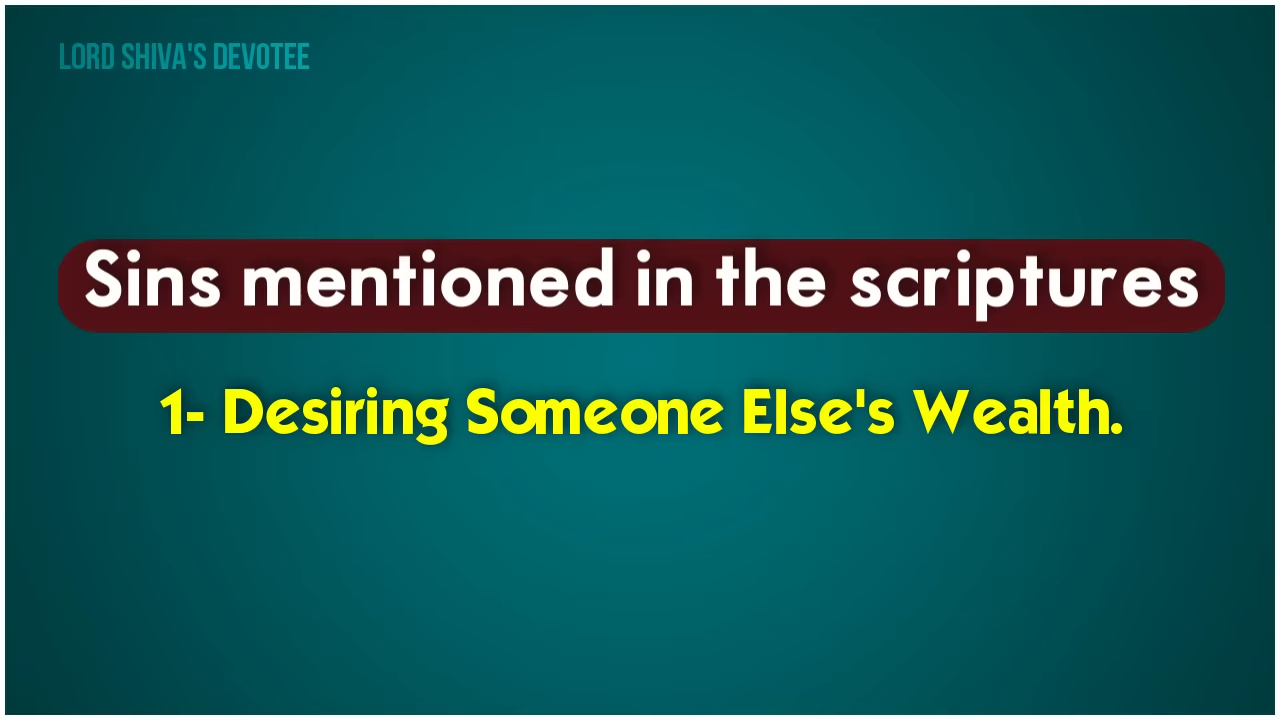 LORD SHIVA'S DEVOTEE
Sins mentioned in the scriptures
1- Desiring Someone Else's Wealth.